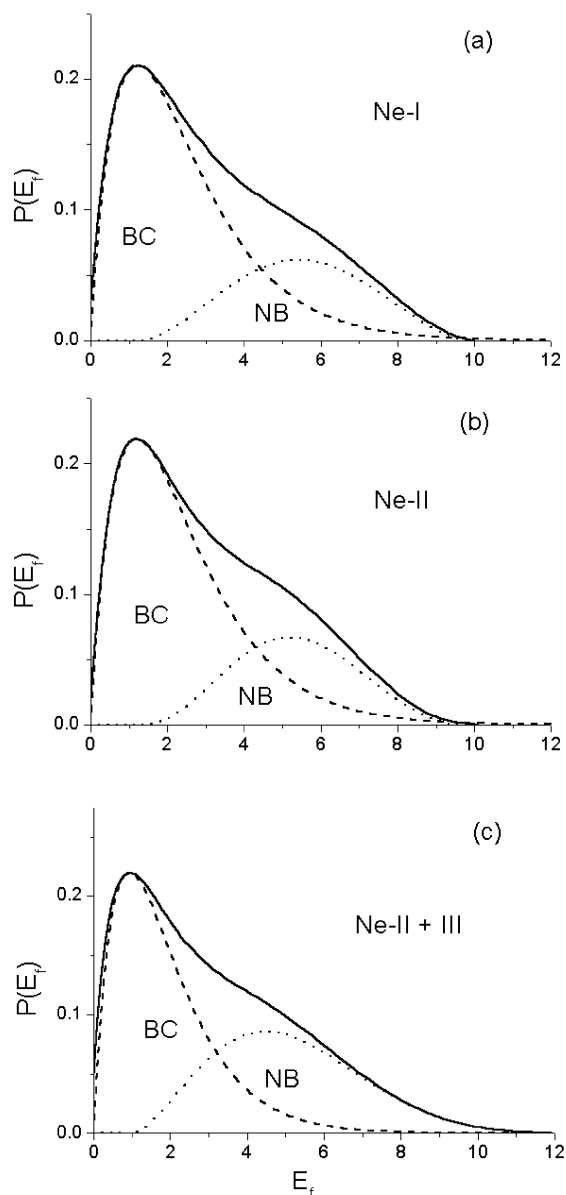 (a)
Ne-I
P(E_f)
0.2
0.1
0.0
BC
NB
0 2 4 6 8 10 12
(b)
Ne-II
P(E_f)
0.2
0.1
0.0
BC
NB
0 2 4 6 8 10 12
(c)
Ne-II + III
P(E_f)
0.2
0.1
0.0
BC
NB
0 2 4 6 8 10 12
E_f